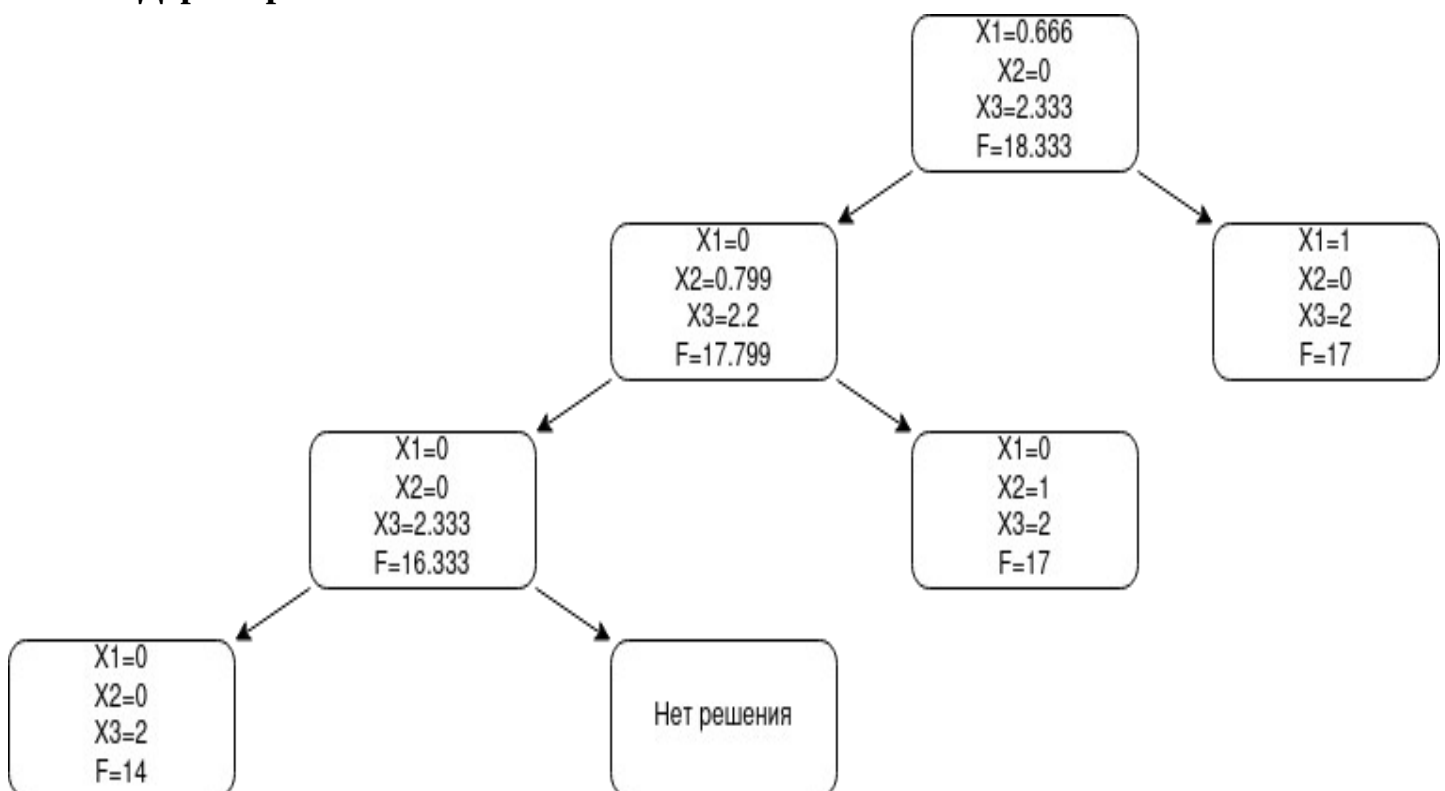 X1=0.666
X2=0
X3=2.333
F=18.333
X1=0
X2=0.799
X3=2.2
F=17.799
X1=1
X2=0
X3=2
F=17
X1=0
X2=0
X3=2.333
F=16.333
X1=0
X2=1
X3=2
F=17
X1=0
X2=0
X3=2
F=14
Нет решения